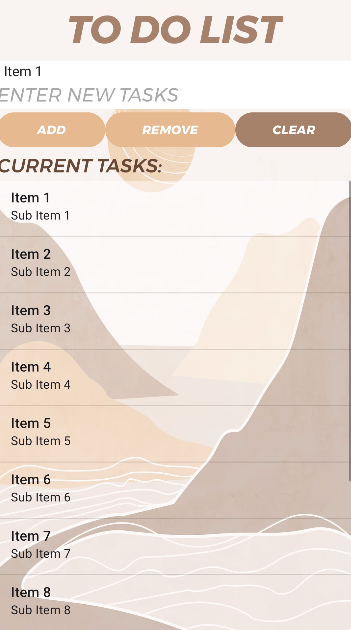 TO DO LIST
Item 1
ENTER NEW TASKS
ADD
REMOVE
CLEAR
CURRENT TASKS:
Item 1
Sub Item 1
Item 2
Sub Item 2
Item 3
Sub Item 3
Item 4
Sub Item 4
Item 5
Sub Item 5
Item 6
Sub Item 6
Item 7
Sub Item 7
Item 8
Sub Item 8